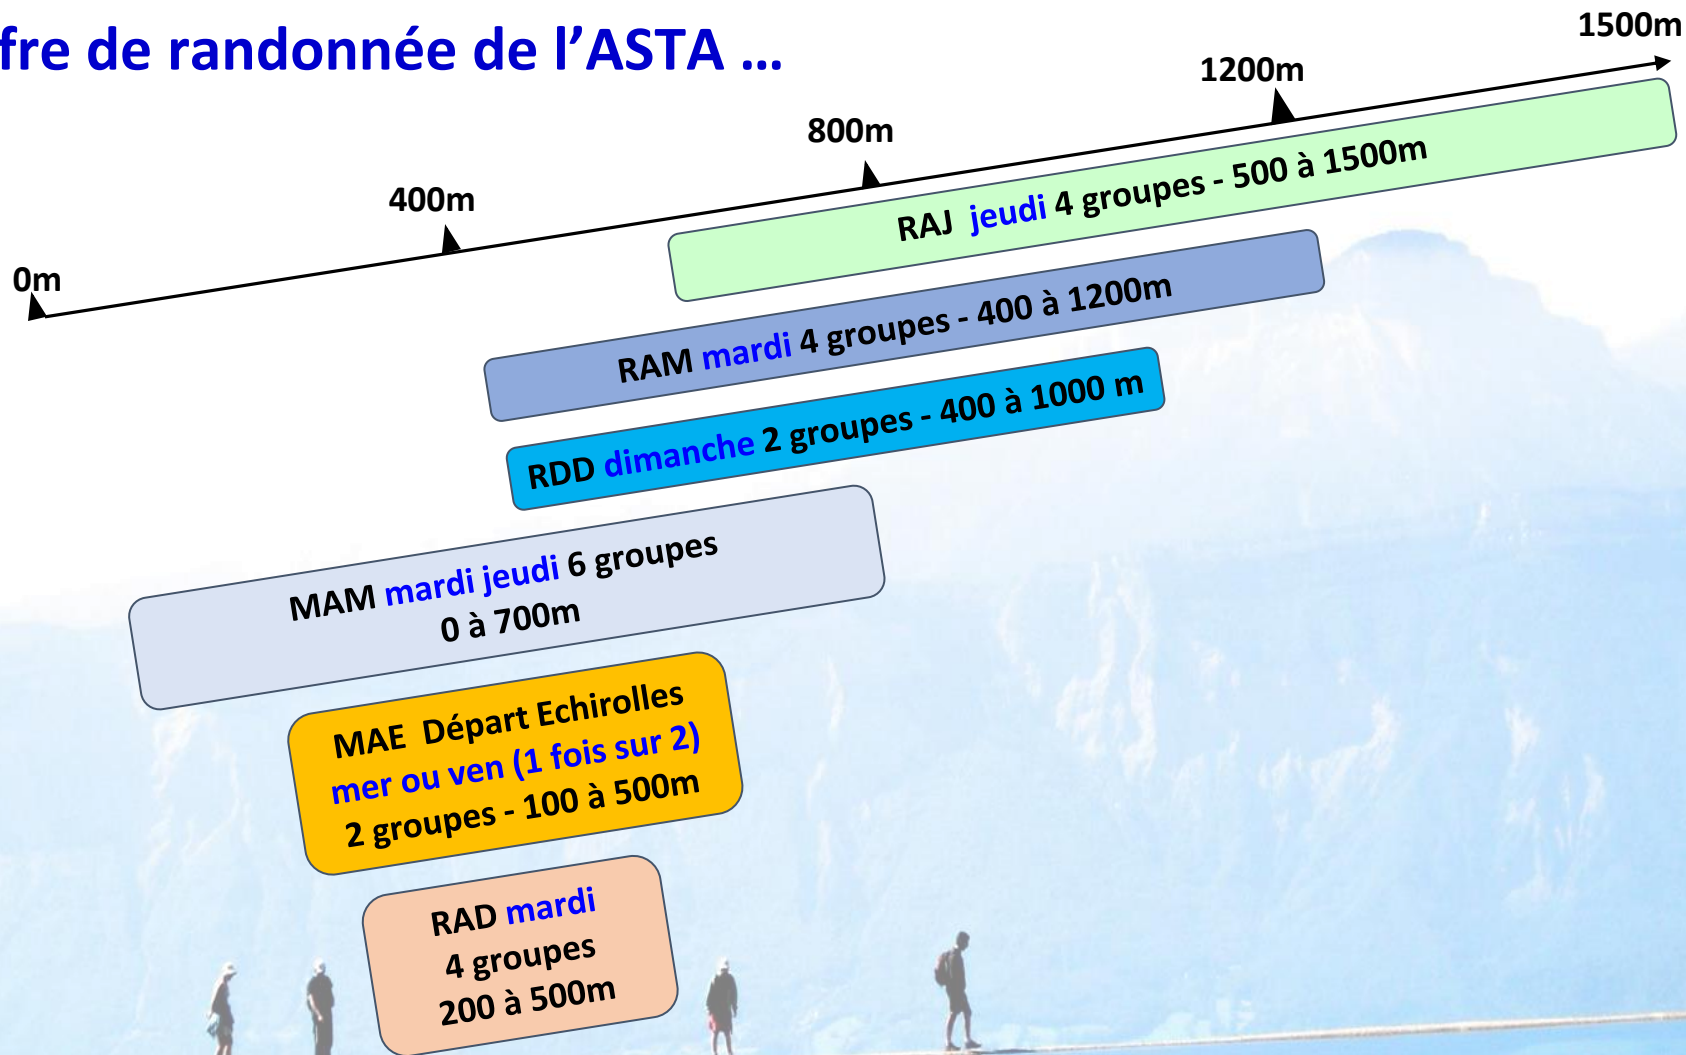 fre de randonnée de l’ASTA ...
1500m
1200m
800m
400m
0m
RAJ jeudi 4 groupes - 500 à 1500m
RAM mardi 4 groupes - 400 à 1200m
RDD dimanche 2 groupes - 400 à 1000 m
MAM mardi jeudi 6 groupes
0 à 700m
MAE Départ Echirolles
mer ou ven (1 fois sur 2)
2 groupes - 100 à 500m
RAD mardi
4 groupes
200 à 500m